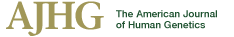 AJHG
The American Journal
of Human Genetics